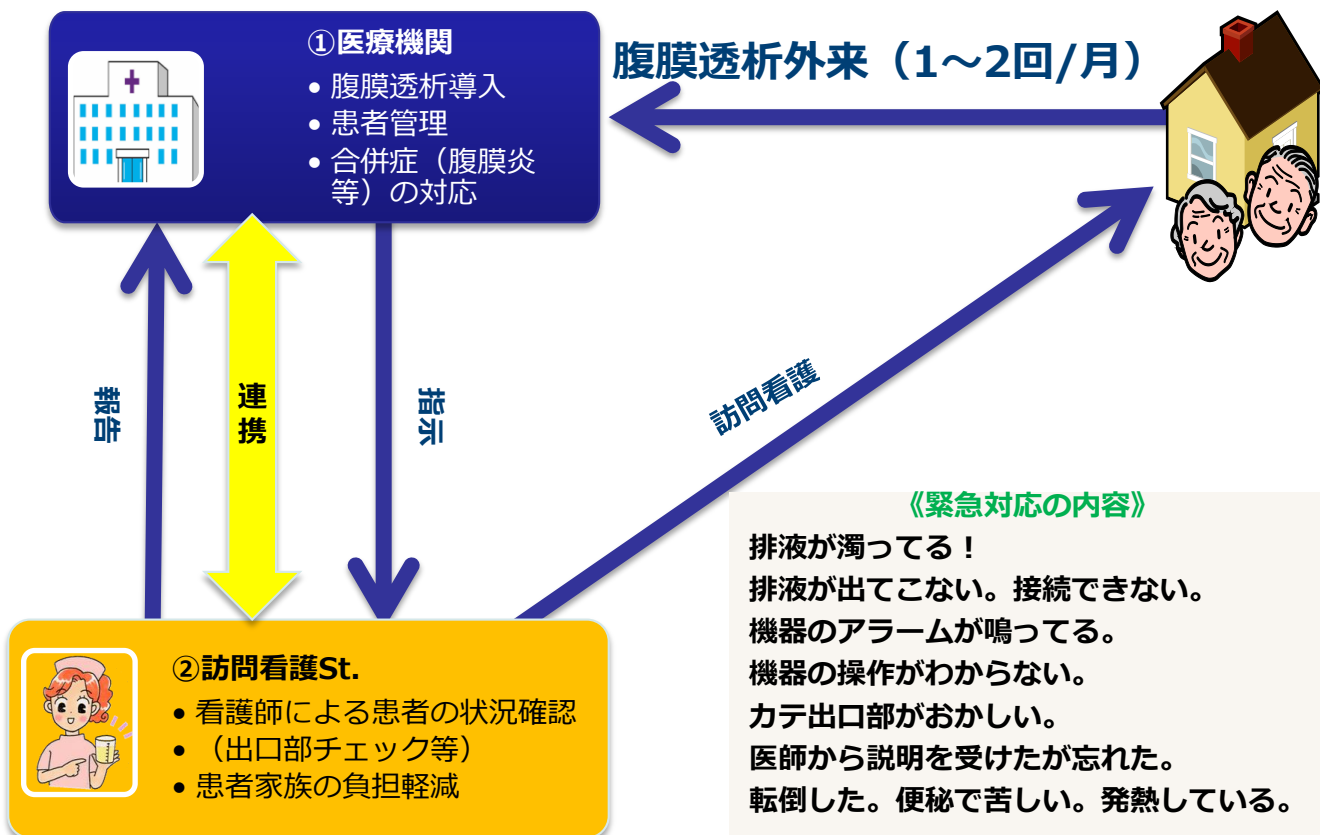 ①医療機関
• 腹膜透析導入
• 患者管理
• 合併症（腹膜炎
等）の対応
腹膜透析外来（1～2回/月）
報告
連携
指示
訪問看護
②訪問看護St.
• 看護師による患者の状況確認
• （出口部チェック等）
• 患者家族の負担軽減
《緊急対応の内容》
排液が濁ってる！
排液が出てこない。接続できない。
機器のアラームが鳴ってる。
機器の操作がわからない。
カテ出口部がおかしい。
医師から説明を受けたが忘れた。
転倒した。便秘で苦しい。発熱している。